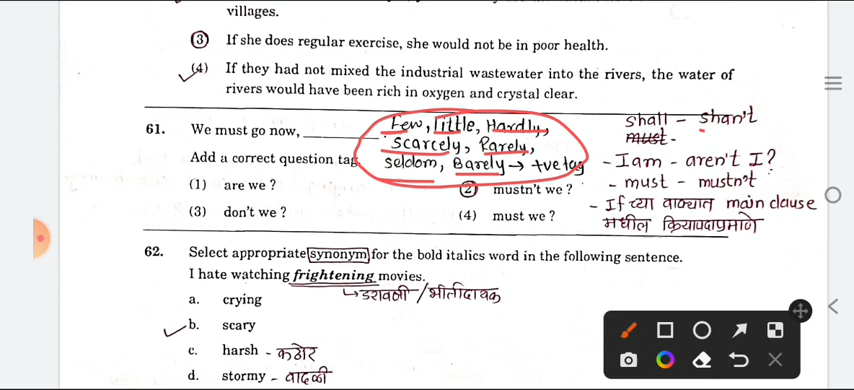 villages.
(3) If she does regular exercise, she would not be in poor health.
(4) If they had not mixed the industrial wastewater into the rivers, the water of
rivers would have been rich in oxygen and crystal clear.
61. We must go now, ________ .
Few, Little, Hardly,
scarcely, Rarely,
seldom, Barely → +ve tag
shall - shan't
must -
- I am - aren't I?
- must - mustn't
- If च्या वाक्यात main clause
मधील क्रियापदाप्रमाणे
Add a correct question tag.
(1) are we ?
(2) mustn't we ?
(3) don't we ?
(4) must we ?
62. Select appropriate synonym for the bold italics word in the following sentence.
I hate watching frightening movies.
↳ डरावणी / भीतीदायक
a. crying
b. scary
c. harsh - कठोर
d. stormy - वादळी